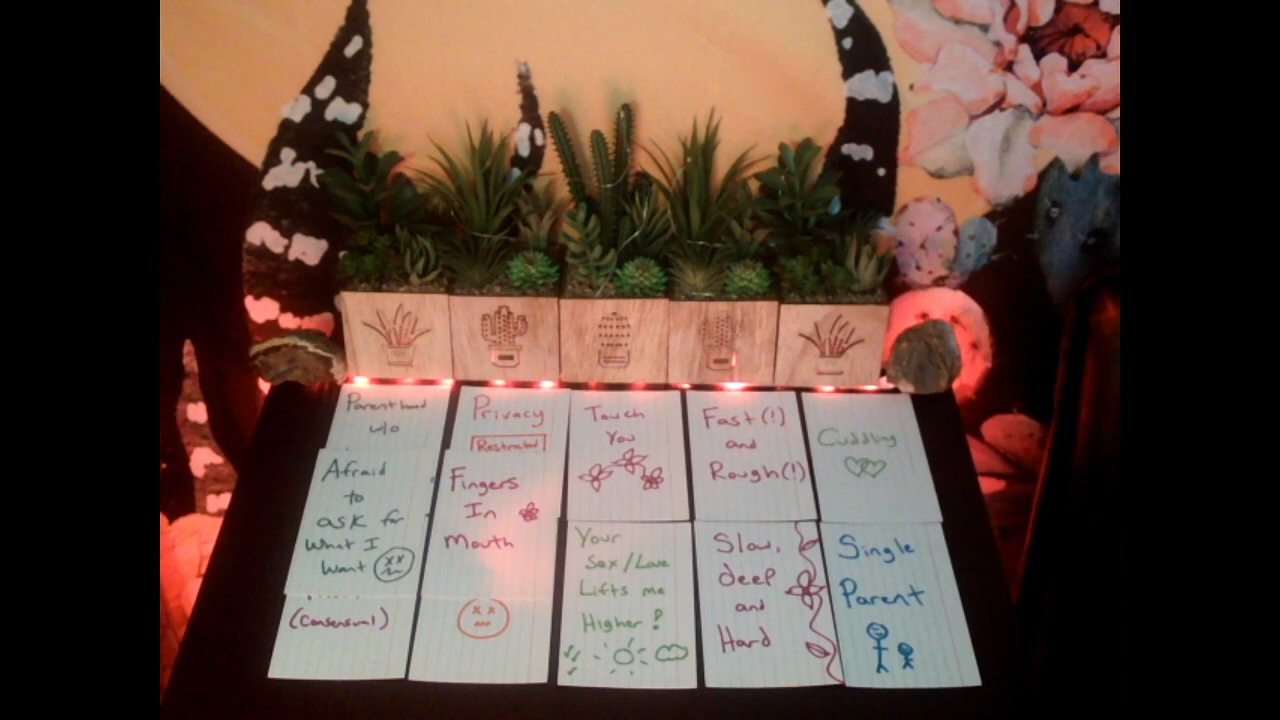 Parenthood
w/o
Privacy
Restrated
Touch
You
Fast(!)
and
Rough(!)
Cuddling
Afraid
to
ask for
What I
Want
Fingers
In
Mouth
Your
Sex/Love
Lifts me
Higher!
Slow,
deep
and
Hard
Single
Parent
(Consensual)